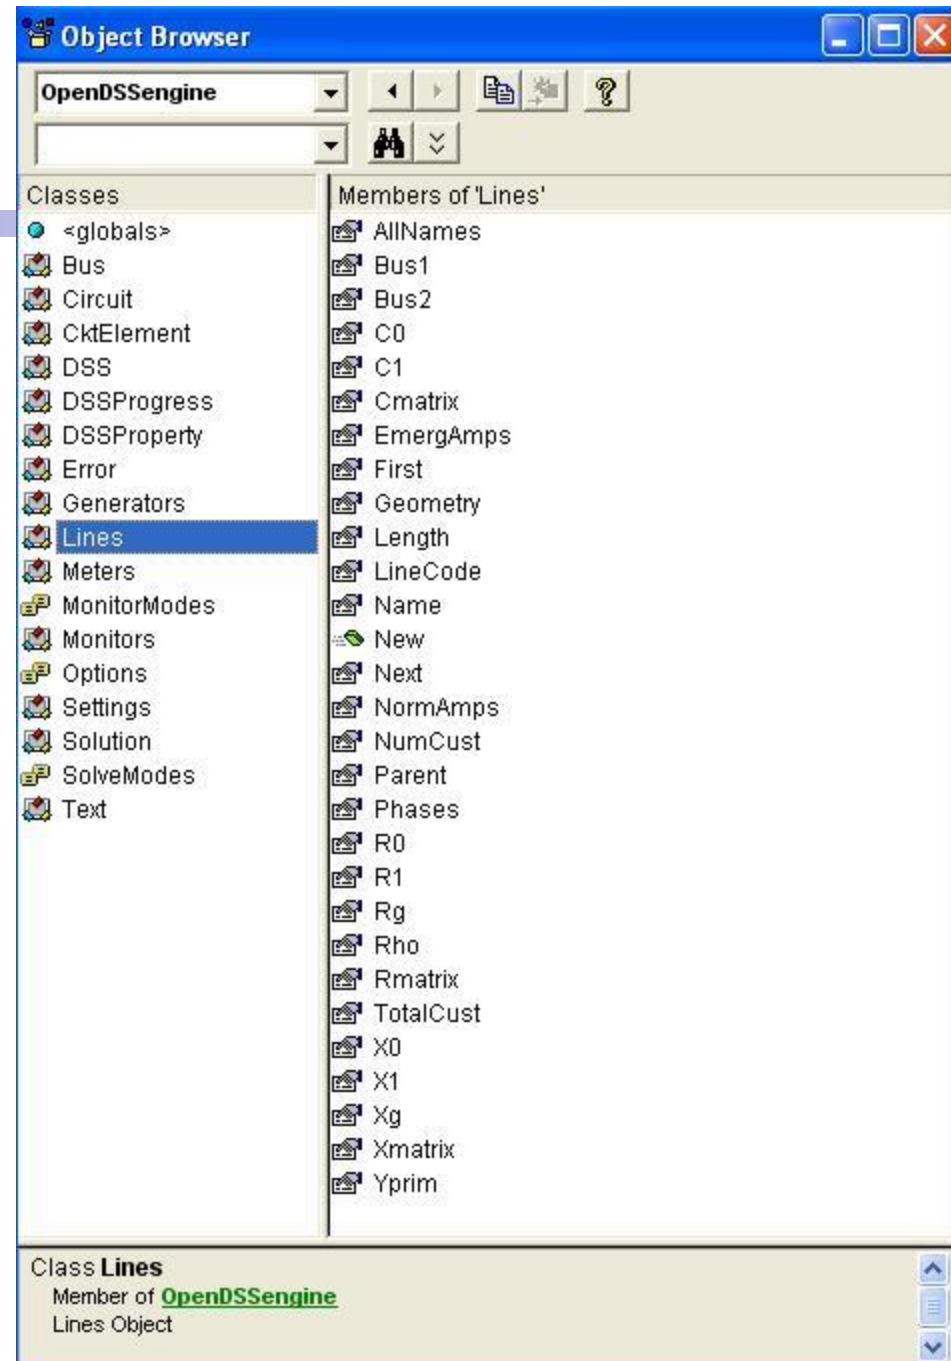 Object Browser
OpenDSSengine
Classes
<globals>
Bus
Circuit
CktElement
DSS
DSSProgress
DSSProperty
Error
Generators
Lines
Meters
MonitorModes
Monitors
Options
Settings
Solution
SolveModes
Text
Members of 'Lines'
AllNames
Bus1
Bus2
C0
C1
Cmatrix
EmergAmps
First
Geometry
Length
LineCode
Name
New
Next
NormAmps
NumCust
Parent
Phases
R0
R1
Rg
Rho
Rmatrix
TotalCust
X0
X1
Xg
Xmatrix
Yprim
Class Lines
Member of OpenDSSengine
Lines Object